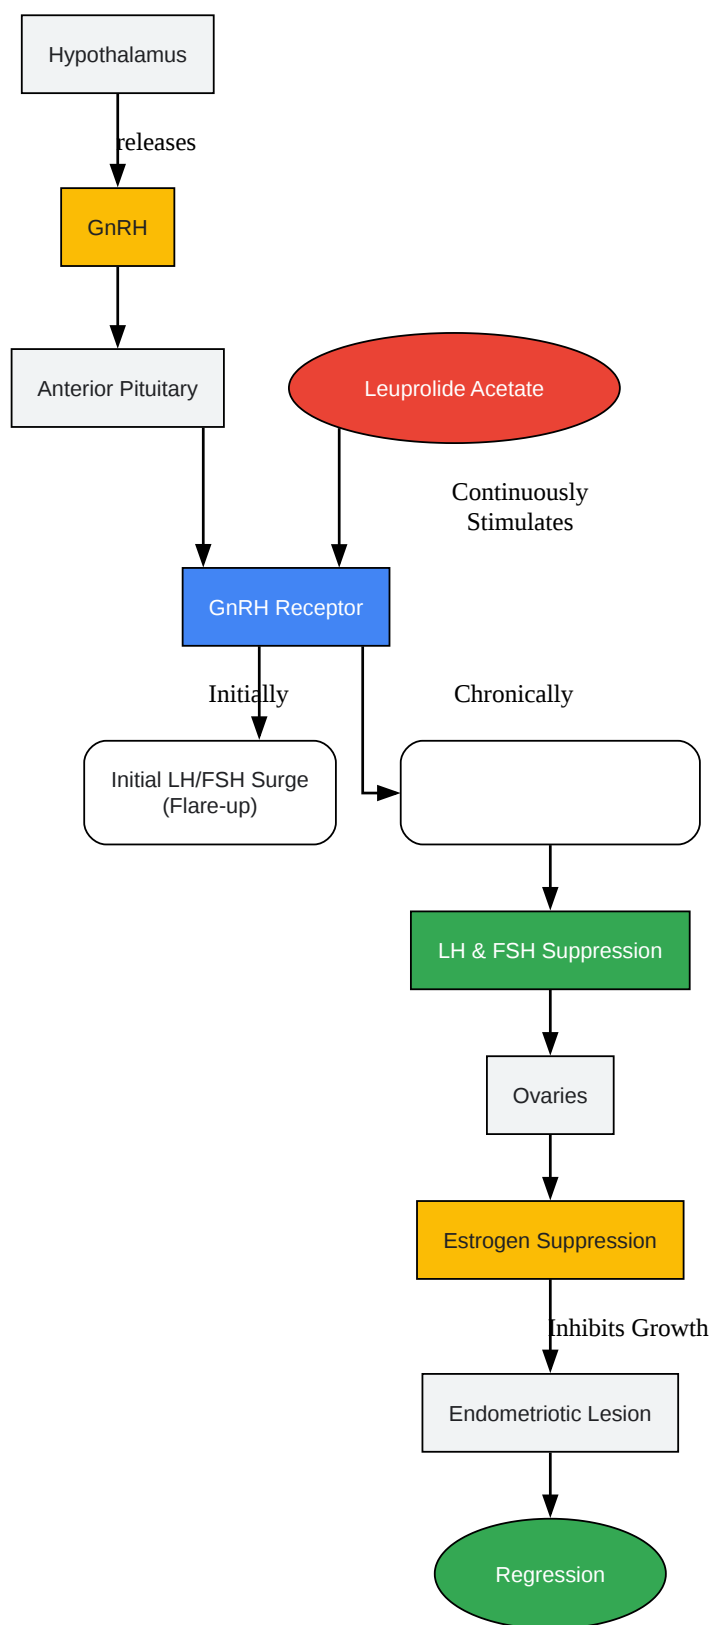 Hypothalamus
releases
GnRH
Anterior Pituitary
Leuprolide Acetate
Continuously
Stimulates
GnRH Receptor
Initially
Chronically
Initial LH/FSH Surge
(Flare-up)
LH & FSH Suppression
Ovaries
Estrogen Suppression
Inhibits Growth
Endometriotic Lesion
Regression